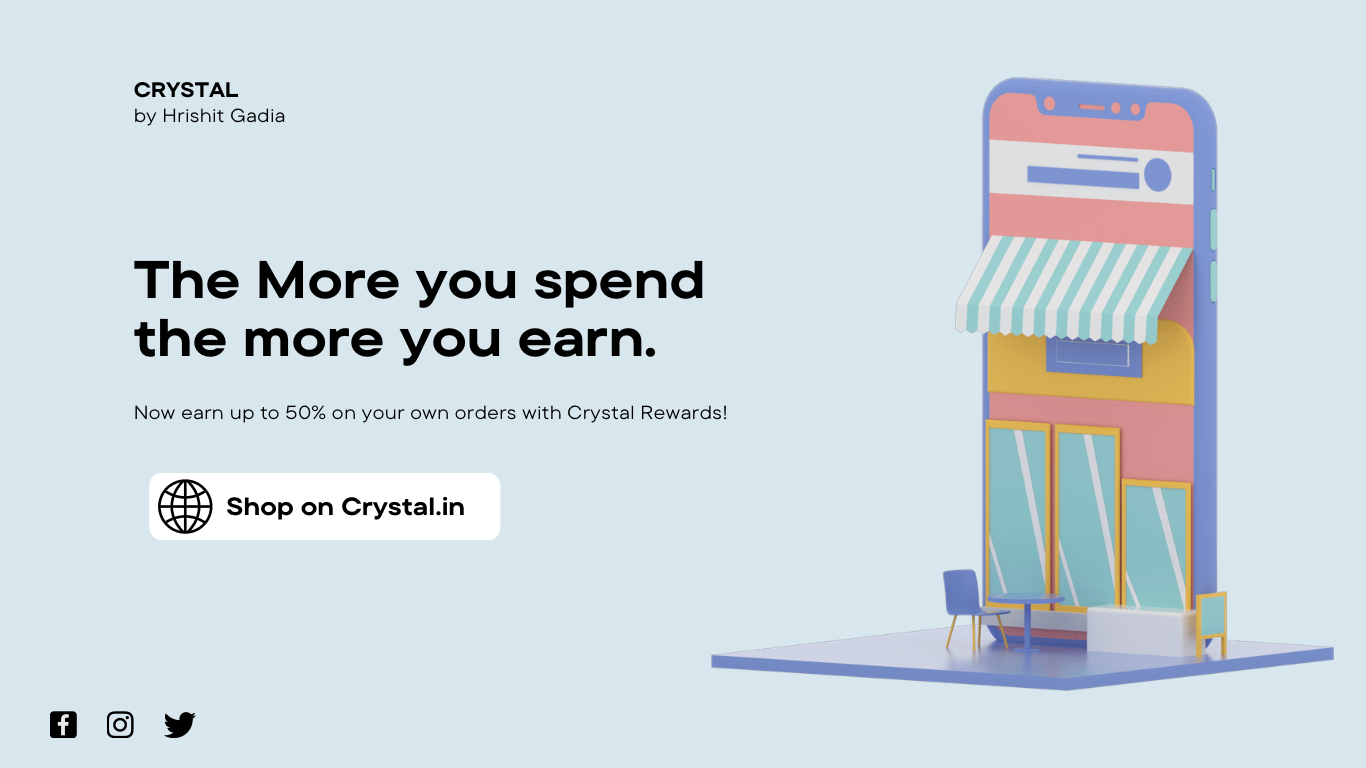 CRYSTAL
by Hrishit Gadia
The More you spend
the more you earn.
Now earn up to 50% on your own orders with Crystal Rewards!
Shop on Crystal.in